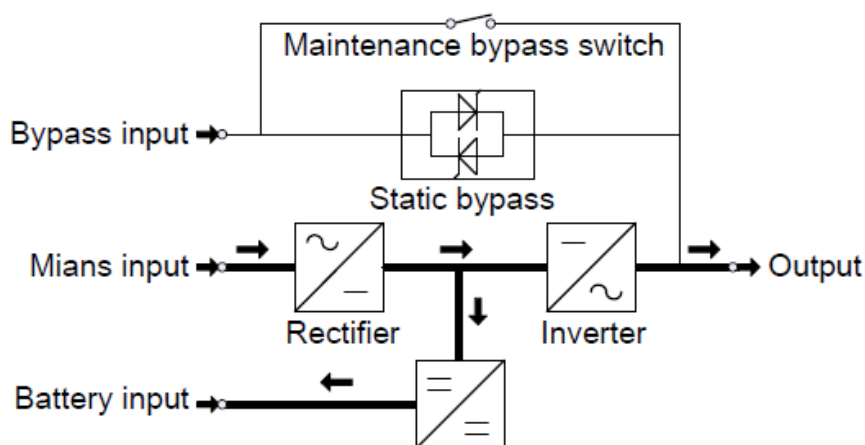 Maintenance bypass switch
Bypass input
Static bypass
Mians input
Output
Rectifier
Inverter
Battery input